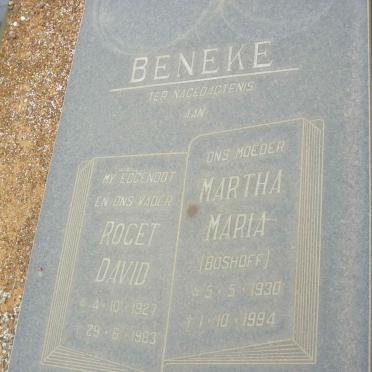 BENEKE
TER NAGEDAGTENIS
AAN
MY EGGENOOT
EN ONS VADER
ROCET
DAVID
* 4·10·1927
† 29·6·1983
ONS MOEDER
MARTHA
MARIA
(BOSHOFF)
* 5·5·1930
† 1·10·1994